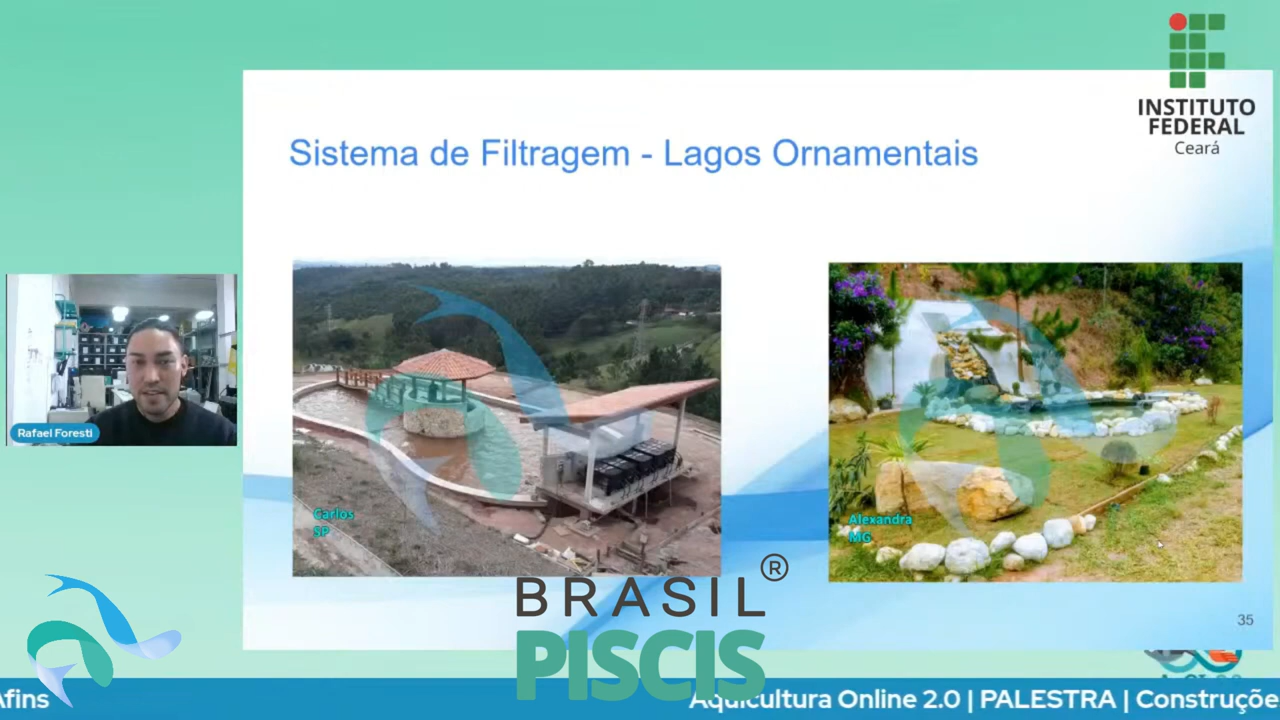 INSTITUTO
FEDERAL
Ceará
Sistema de Filtragem - Lagos Ornamentais
Rafael Foresti
Carlos
SP
Alexandra
MG
BRASIL®
PISCIS
35
Afins
Aquicultura Online 2.0 | PALESTRA | Construçõe